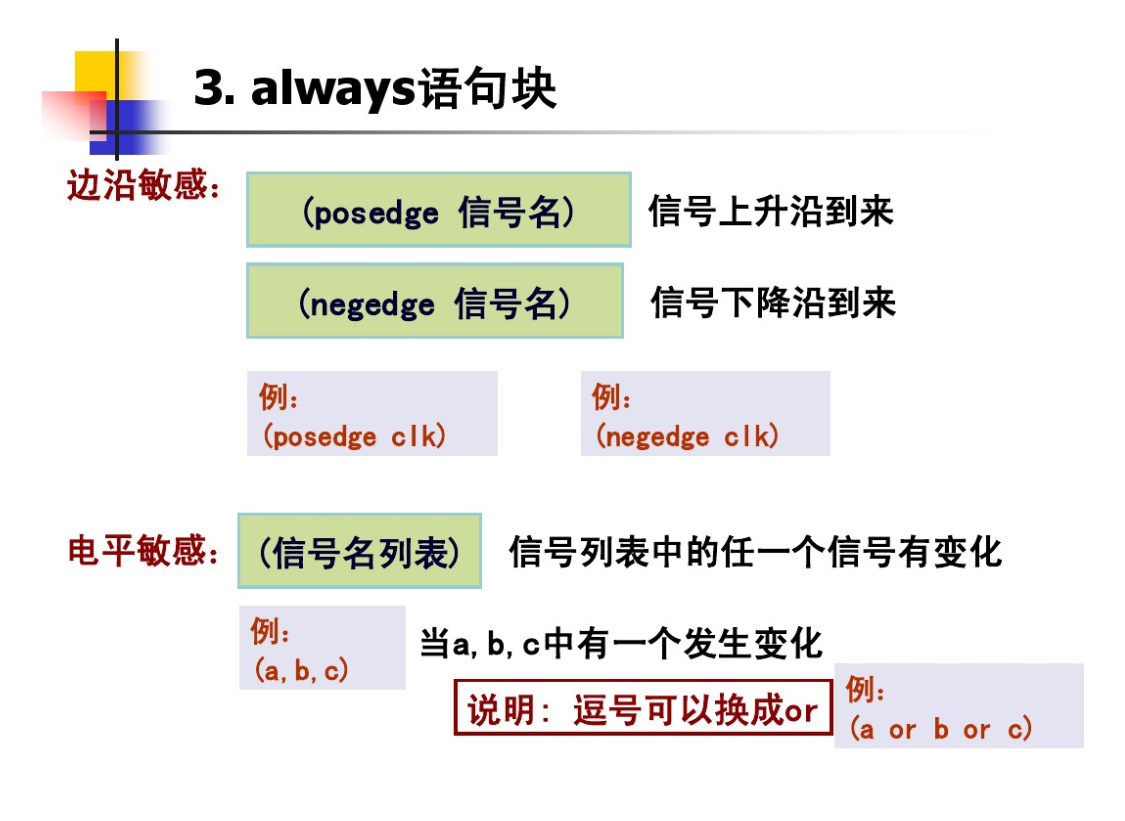 3. always语句块
边沿敏感：
(posedge 信号名) 信号上升沿到来
(negedge 信号名) 信号下降沿到来
例：
(posedge clk)
例：
(negedge clk)
电平敏感：
(信号名列表) 信号列表中的任一个信号有变化
例：
(a,b,c)
当a,b,c中有一个发生变化
说明: 逗号可以换成or
例：
(a or b or c)